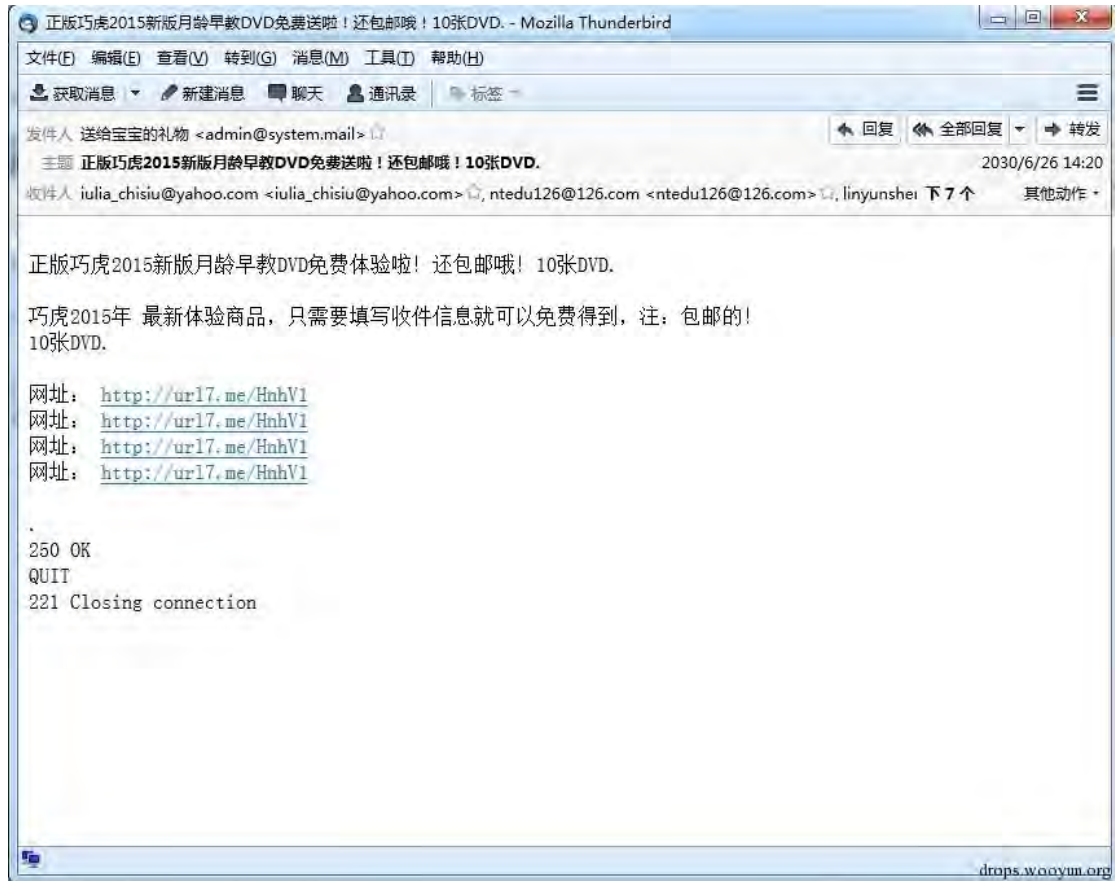 正版巧虎2015新版月龄早教DVD免费送啦！还包邮哦！10张DVD. - Mozilla Thunderbird
文件(F) 编辑(E) 查看(V) 转到(G) 消息(M) 工具(T) 帮助(H)
获取消息 新建消息 聊天 通讯录 标签
发件人 送给宝宝的礼物 <admin@system.mail> 回复 全部回复 转发
主题 正版巧虎2015新版月龄早教DVD免费送啦！还包邮哦！10张DVD. 2030/6/26 14:20
收件人 iulia_chisiu@yahoo.com <iulia_chisiu@yahoo.com>, ntedu126@126.com <ntedu126@126.com>, linyunshei 下 7 个 其他动作
正版巧虎2015新版月龄早教DVD免费体验啦！还包邮哦！10张DVD.
巧虎2015年 最新体验商品，只需要填写收件信息就可以免费得到，注：包邮的！
10张DVD.
网址： http://url7.me/HnhV1
网址： http://url7.me/HnhV1
网址： http://url7.me/HnhV1
网址： http://url7.me/HnhV1
.
250 OK
QUIT
221 Closing connection
drops.wooyun.org